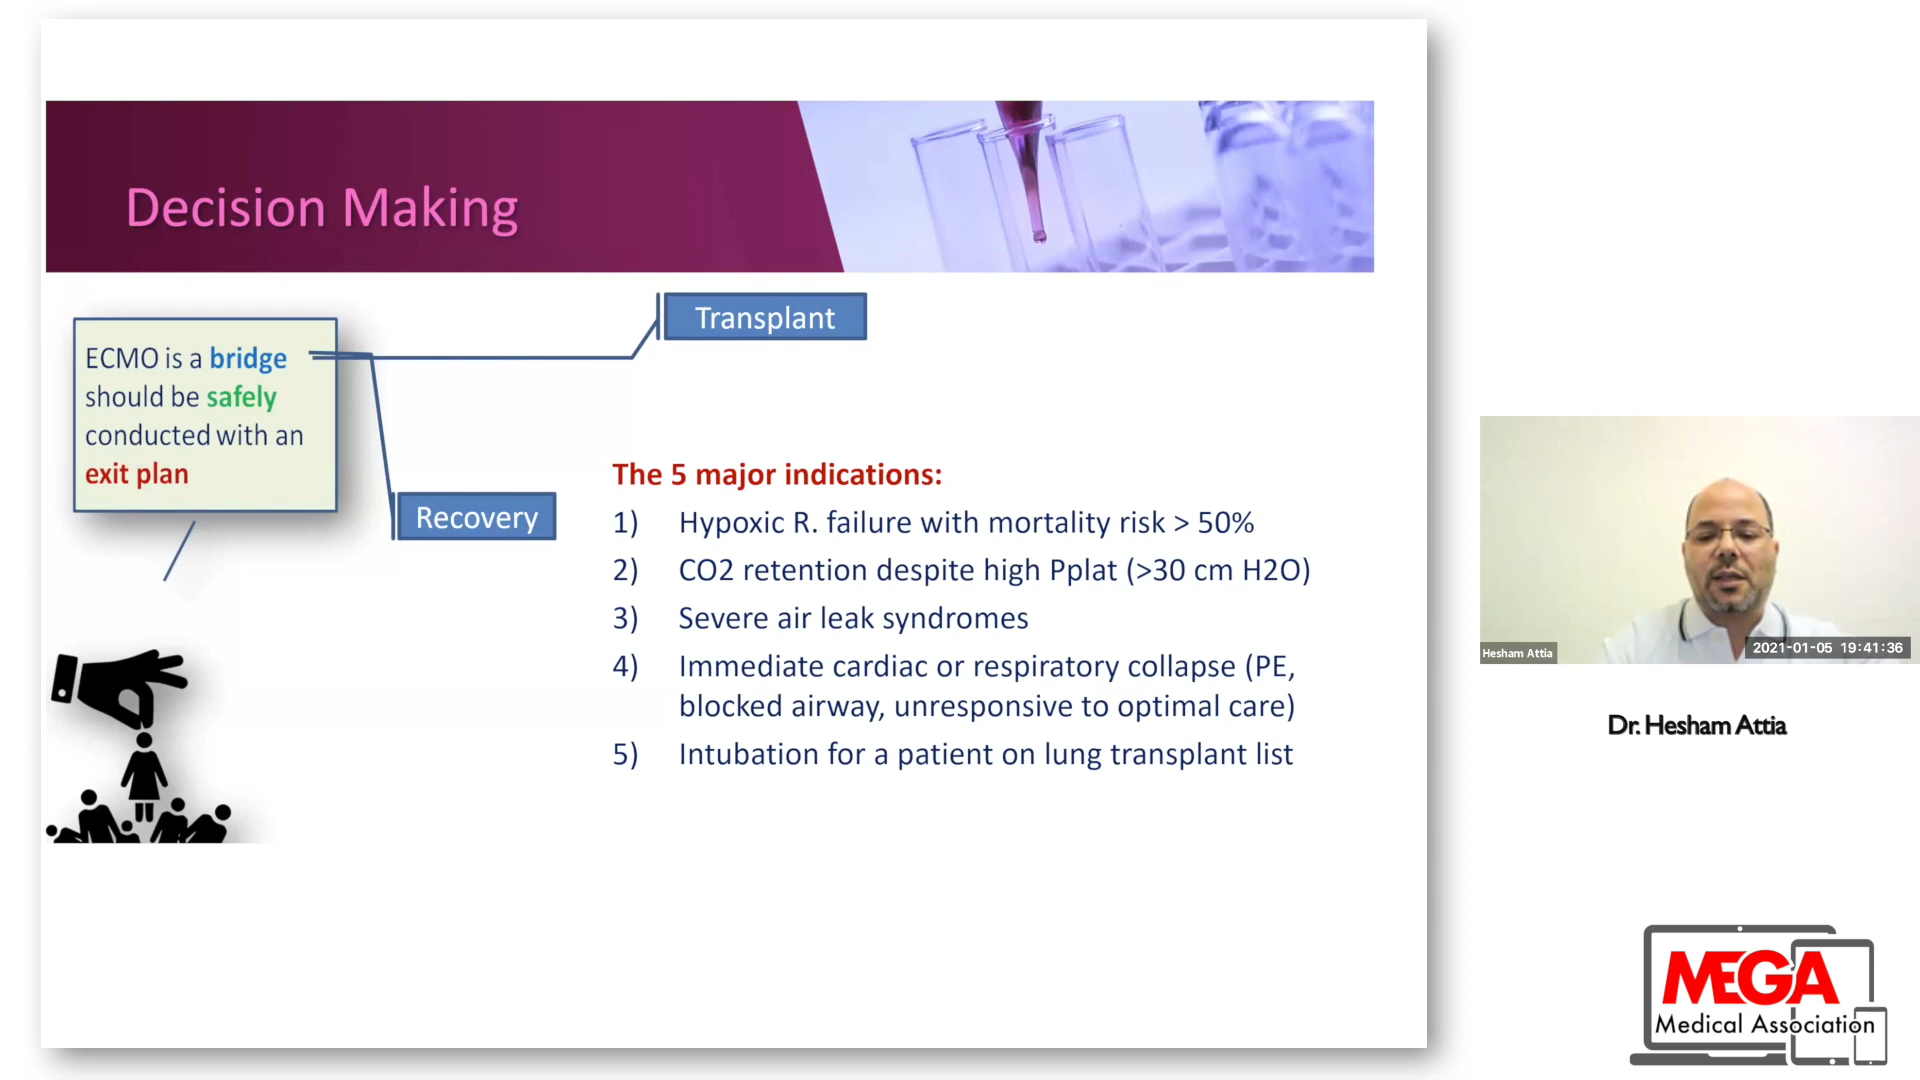 Decision Making
Transplant
ECMO is a bridge
should be safely
conducted with an
exit plan
Recovery
The 5 major indications:
1) Hypoxic R. failure with mortality risk > 50%
2) CO2 retention despite high Pplat (>30 cm H2O)
3) Severe air leak syndromes
4) Immediate cardiac or respiratory collapse (PE,
blocked airway, unresponsive to optimal care)
5) Intubation for a patient on lung transplant list
Hesham Attia
2021-01-05 19:41:36
Dr. Hesham Attia
MEGA
Medical Association